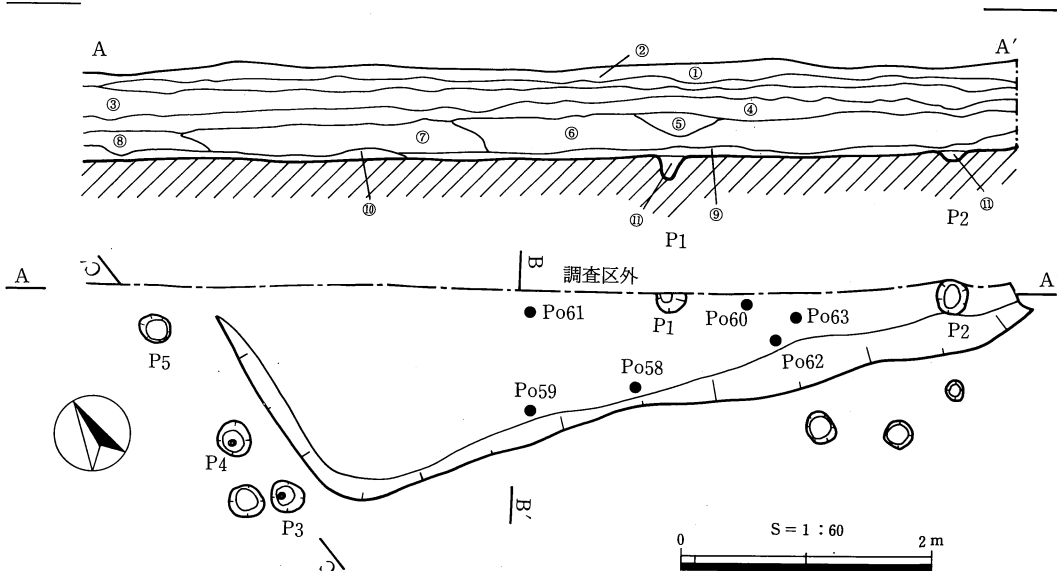 A
A′
②
①
③
④
⑤
⑥
⑦
⑧
⑩
⑪
⑨
⑪
P1
P2
A
C′
B
調査区外
A
Po61
P1
Po60
Po63
P2
P5
Po62
Po58
Po59
P4
P3
B′
C
S＝1：60
0
2m